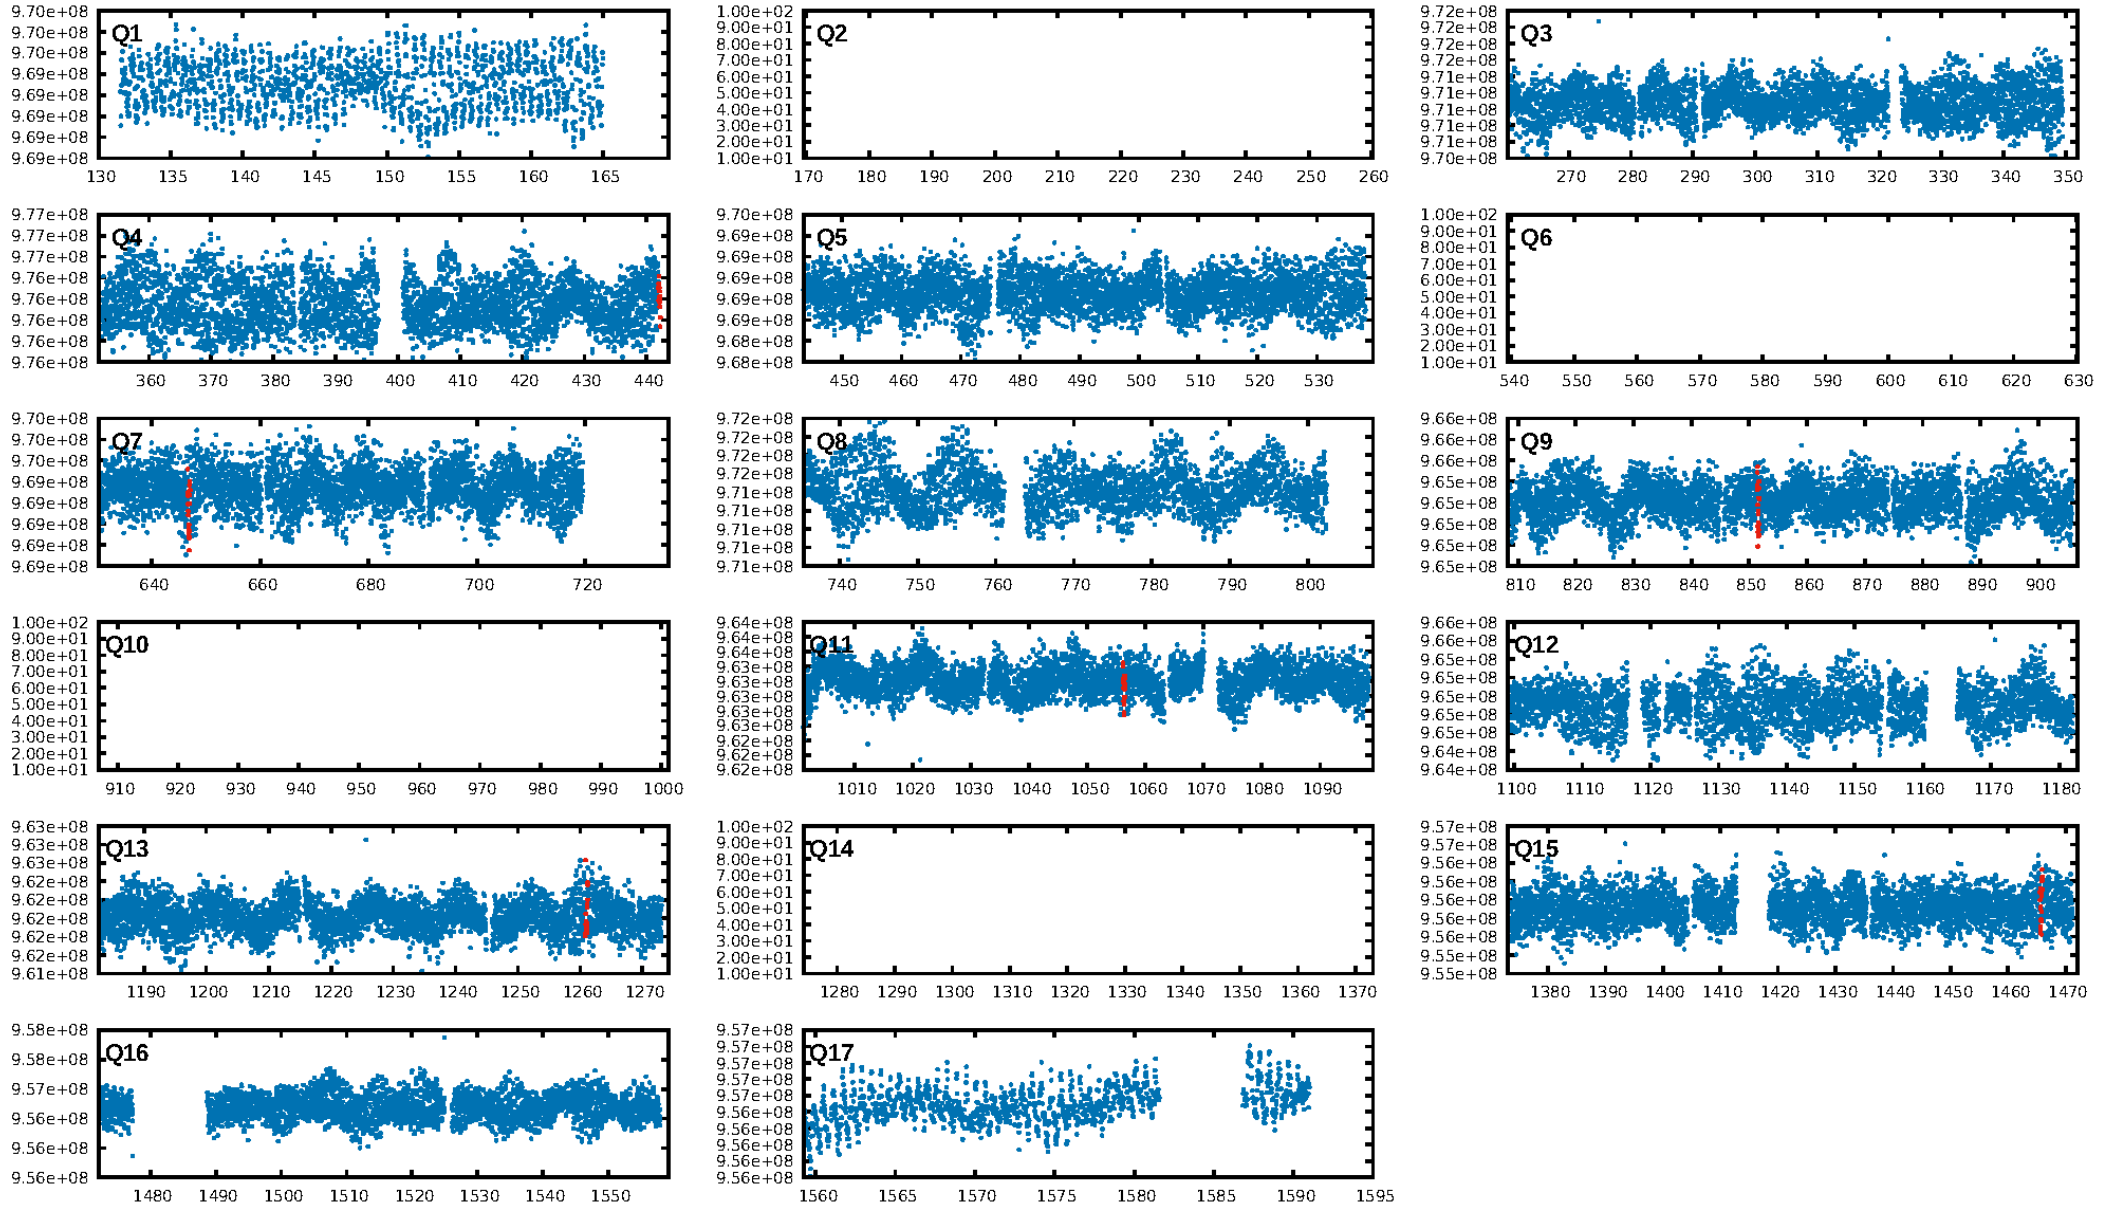 9.70e+08 9.70e+08 9.70e+08 9.69e+08 9.69e+08 9.69e+08 9.69e+08 9.69e+08
Q1
130 135 140 145 150 155 160 165
1.00e+02 9.00e+01 8.00e+01 7.00e+01 6.00e+01 5.00e+01 4.00e+01 3.00e+01 2.00e+01 1.00e+01
Q2
170 180 190 200 210 220 230 240 250 260
9.72e+08 9.72e+08 9.72e+08 9.72e+08 9.71e+08 9.71e+08 9.71e+08 9.71e+08 9.71e+08 9.70e+08
Q3
270 280 290 300 310 320 330 340 350
9.77e+08 9.77e+08 9.77e+08 9.76e+08 9.76e+08 9.76e+08 9.76e+08 9.76e+08
Q4
360 370 380 390 400 410 420 430 440
9.70e+08 9.69e+08 9.69e+08 9.69e+08 9.69e+08 9.68e+08 9.68e+08 9.68e+08
Q5
450 460 470 480 490 500 510 520 530
1.00e+02 9.00e+01 8.00e+01 7.00e+01 6.00e+01 5.00e+01 4.00e+01 3.00e+01 2.00e+01 1.00e+01
Q6
540 550 560 570 580 590 600 610 620 630
9.70e+08 9.70e+08 9.70e+08 9.69e+08 9.69e+08 9.69e+08 9.69e+08 9.69e+08
Q7
640 660 680 700 720
9.72e+08 9.72e+08 9.72e+08 9.72e+08 9.71e+08 9.71e+08 9.71e+08 9.71e+08 9.71e+08
Q8
740 750 760 770 780 790 800
9.66e+08 9.66e+08 9.66e+08 9.65e+08 9.65e+08 9.65e+08 9.65e+08 9.65e+08
Q9
810 820 830 840 850 860 870 880 890 900
1.00e+02 9.00e+01 8.00e+01 7.00e+01 6.00e+01 5.00e+01 4.00e+01 3.00e+01 2.00e+01 1.00e+01
Q10
910 920 930 940 950 960 970 980 990 1000
9.64e+08 9.64e+08 9.64e+08 9.63e+08 9.63e+08 9.63e+08 9.63e+08 9.63e+08 9.62e+08 9.62e+08 9.62e+08
Q11
1010 1020 1030 1040 1050 1060 1070 1080 1090
9.66e+08 9.66e+08 9.65e+08 9.65e+08 9.65e+08 9.65e+08 9.65e+08 9.64e+08 9.64e+08
Q12
1100 1110 1120 1130 1140 1150 1160 1170 1180
9.63e+08 9.63e+08 9.63e+08 9.62e+08 9.62e+08 9.62e+08 9.62e+08 9.62e+08 9.61e+08
Q13
1190 1200 1210 1220 1230 1240 1250 1260 1270
1.00e+02 9.00e+01 8.00e+01 7.00e+01 6.00e+01 5.00e+01 4.00e+01 3.00e+01 2.00e+01 1.00e+01
Q14
1280 1290 1300 1310 1320 1330 1340 1350 1360 1370
9.57e+08 9.57e+08 9.56e+08 9.56e+08 9.56e+08 9.56e+08 9.56e+08 9.55e+08 9.55e+08
Q15
1380 1390 1400 1410 1420 1430 1440 1450 1460 1470
9.58e+08 9.58e+08 9.57e+08 9.56e+08 9.56e+08 9.56e+08
Q16
1480 1490 1500 1510 1520 1530 1540 1550
9.57e+08 9.57e+08 9.57e+08 9.57e+08 9.57e+08 9.56e+08 9.56e+08 9.56e+08 9.56e+08 9.56e+08
Q17
1560 1565 1570 1575 1580 1585 1590 1595